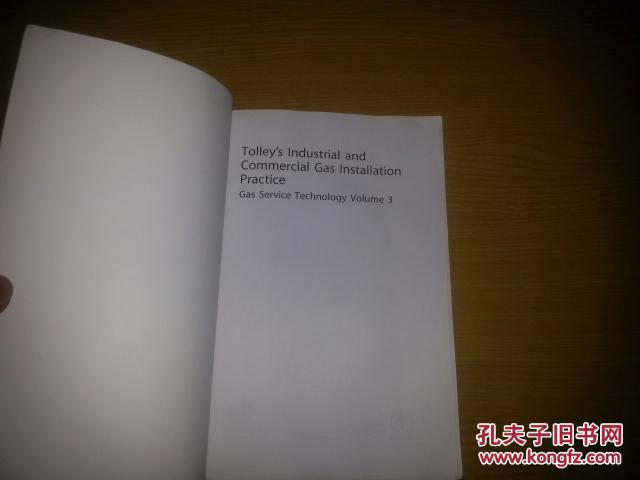 Tolley's Industrial and
Commercial Gas Installation
Practice
Gas Service Technology Volume 3
孔夫子旧书网
www.kongfz.com